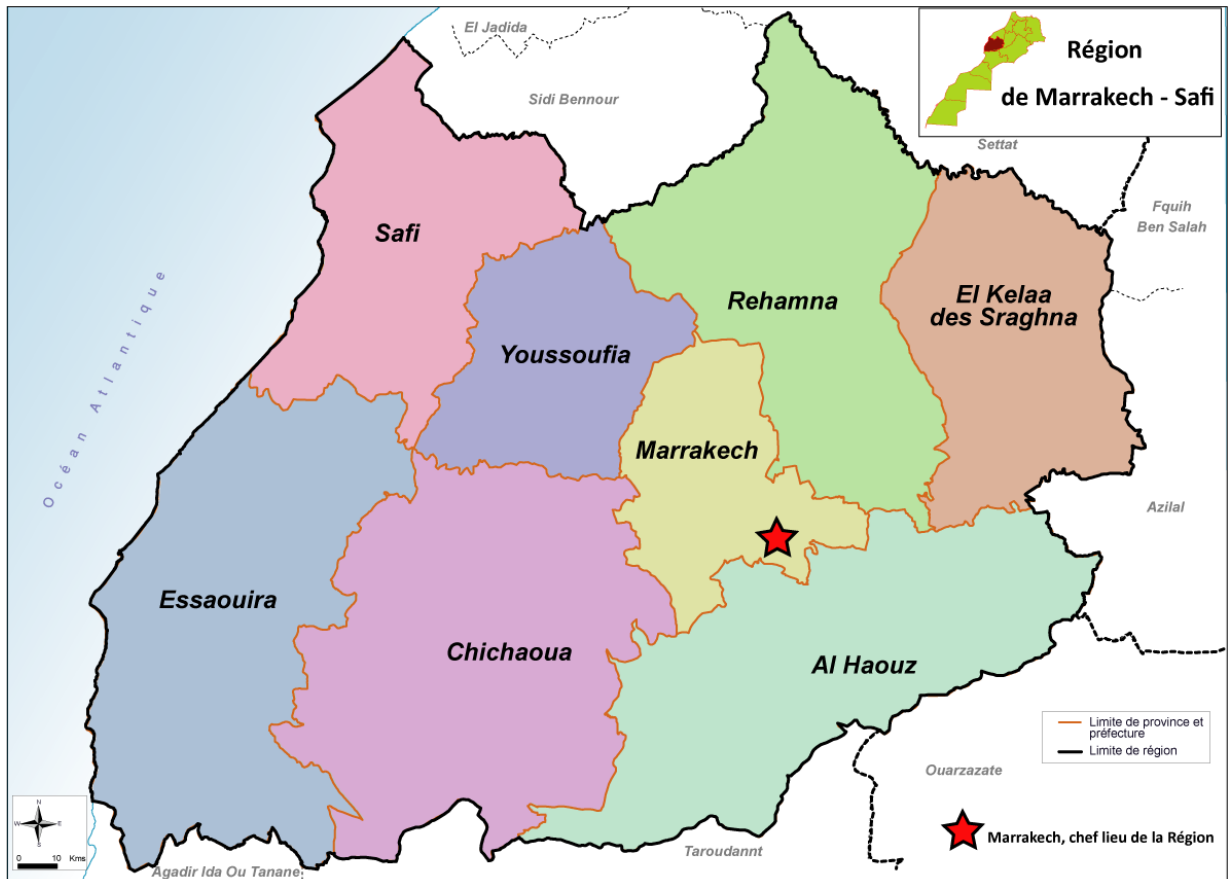 El Jadida
Sidi Bennour
Région
de Marrakech - Safi
Settat
Fquih
Ben Salah
Safi
Océan Atlantique
Rehamna
El Kelaa
des Sraghna
Youssoufia
Marrakech
Azilal
Essaouira
Chichaoua
Al Haouz
Limite de province et
préfecture
Limite de région
Ouarzazate
N
W
E
S
0 10 Kms
Marrakech, chef lieu de la Région
Taroudannt
Agadir Ida Ou Tanane